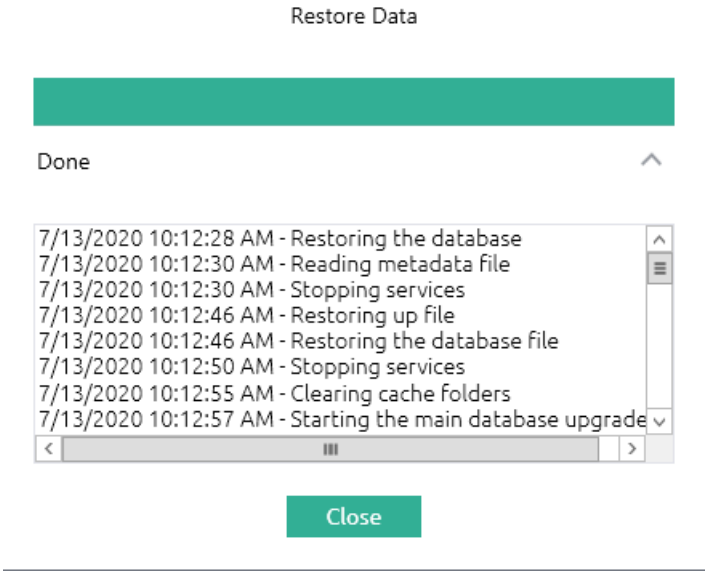 Restore Data
Done
7/13/2020 10:12:28 AM - Restoring the database
7/13/2020 10:12:30 AM - Reading metadata file
7/13/2020 10:12:30 AM - Stopping services
7/13/2020 10:12:46 AM - Restoring up file
7/13/2020 10:12:46 AM - Restoring the database file
7/13/2020 10:12:50 AM - Stopping services
7/13/2020 10:12:55 AM - Clearing cache folders
7/13/2020 10:12:57 AM - Starting the main database upgrade
Close